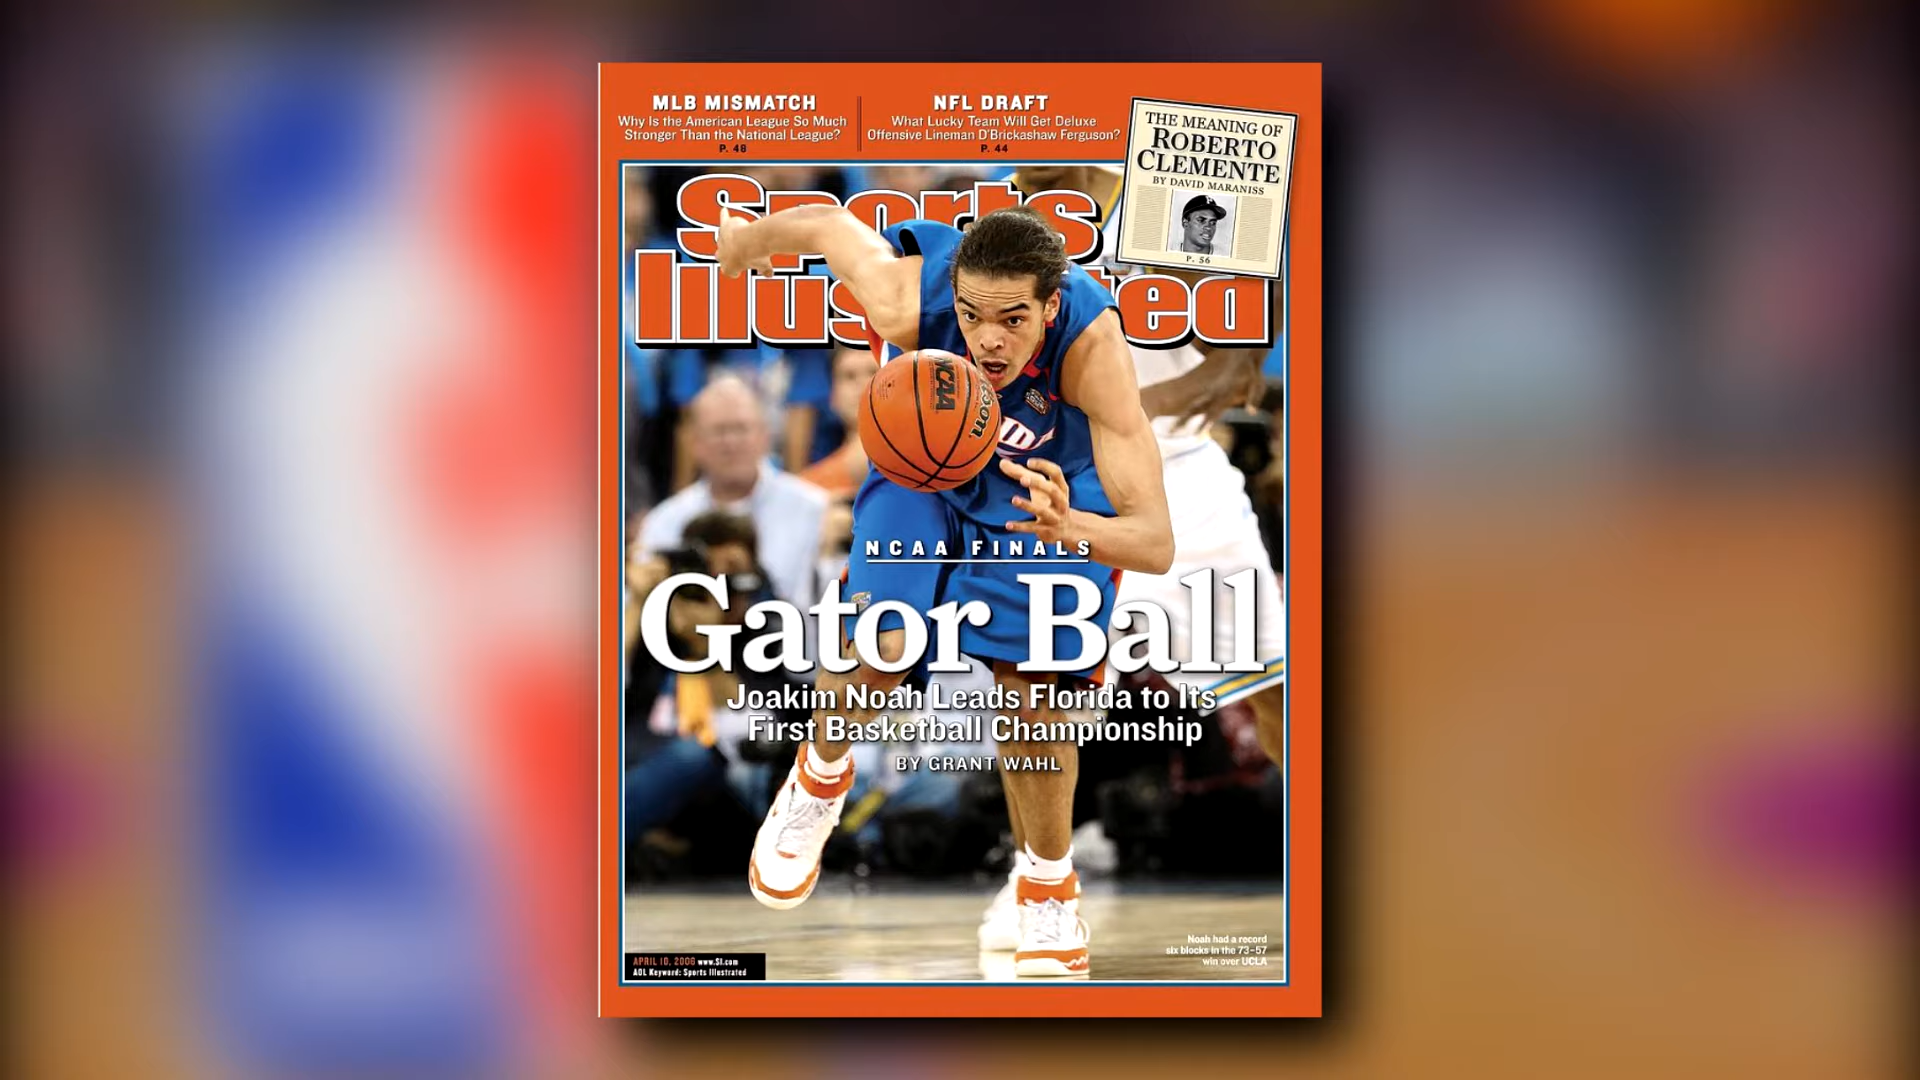 MLB MISMATCH
Why Is the American League So Much
Stronger Than the National League?
P. 48
NFL DRAFT
What Lucky Team Will Get Deluxe
Offensive Lineman D'Brickashaw Ferguson?
P. 44
THE MEANING OF
ROBERTO
CLEMENTE
BY DAVID MARANISS
P. 56
Sports
Illus ted
NCAA
son
NCAA FINALS
Gator Ball
Joakim Noah Leads Florida to Its
First Basketball Championship
BY GRANT WAHL
Noah had a record
six blocks in the 73–57
win over UCLA
APRIL 10, 2006 www.SI.com
AOL Keyword: Sports Illustrated